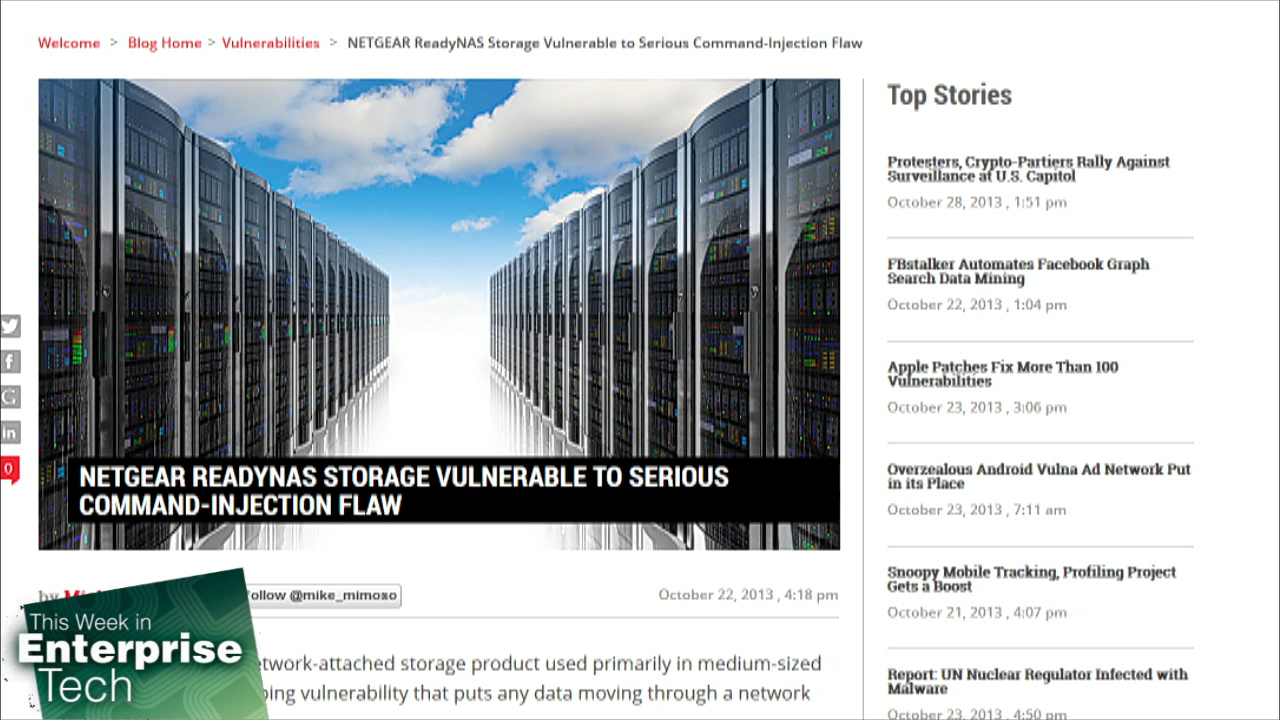 Welcome > Blog Home > Vulnerabilities > NETGEAR ReadyNAS Storage Vulnerable to Serious Command-Injection Flaw
NETGEAR READYNAS STORAGE VULNERABLE TO SERIOUS
COMMAND-INJECTION FLAW
in
0
by
ollow @mike_mimoso
October 22, 2013 , 4:18 pm
etwork-attached storage product used primarily in medium-sized
ping vulnerability that puts any data moving through a network
This Week in
Enterprise
Tech
Top Stories
Protesters, Crypto-Partiers Rally Against
Surveillance at U.S. Capitol
October 28, 2013 , 1:51 pm
FBstalker Automates Facebook Graph
Search Data Mining
October 22, 2013 , 1:04 pm
Apple Patches Fix More Than 100
Vulnerabilities
October 23, 2013 , 3:06 pm
Overzealous Android Vulna Ad Network Put
in its Place
October 23, 2013 , 7:11 am
Snoopy Mobile Tracking, Profiling Project
Gets a Boost
October 21, 2013 , 4:07 pm
Report: UN Nuclear Regulator Infected with
Malware
October 23, 2013 , 4:50 pm